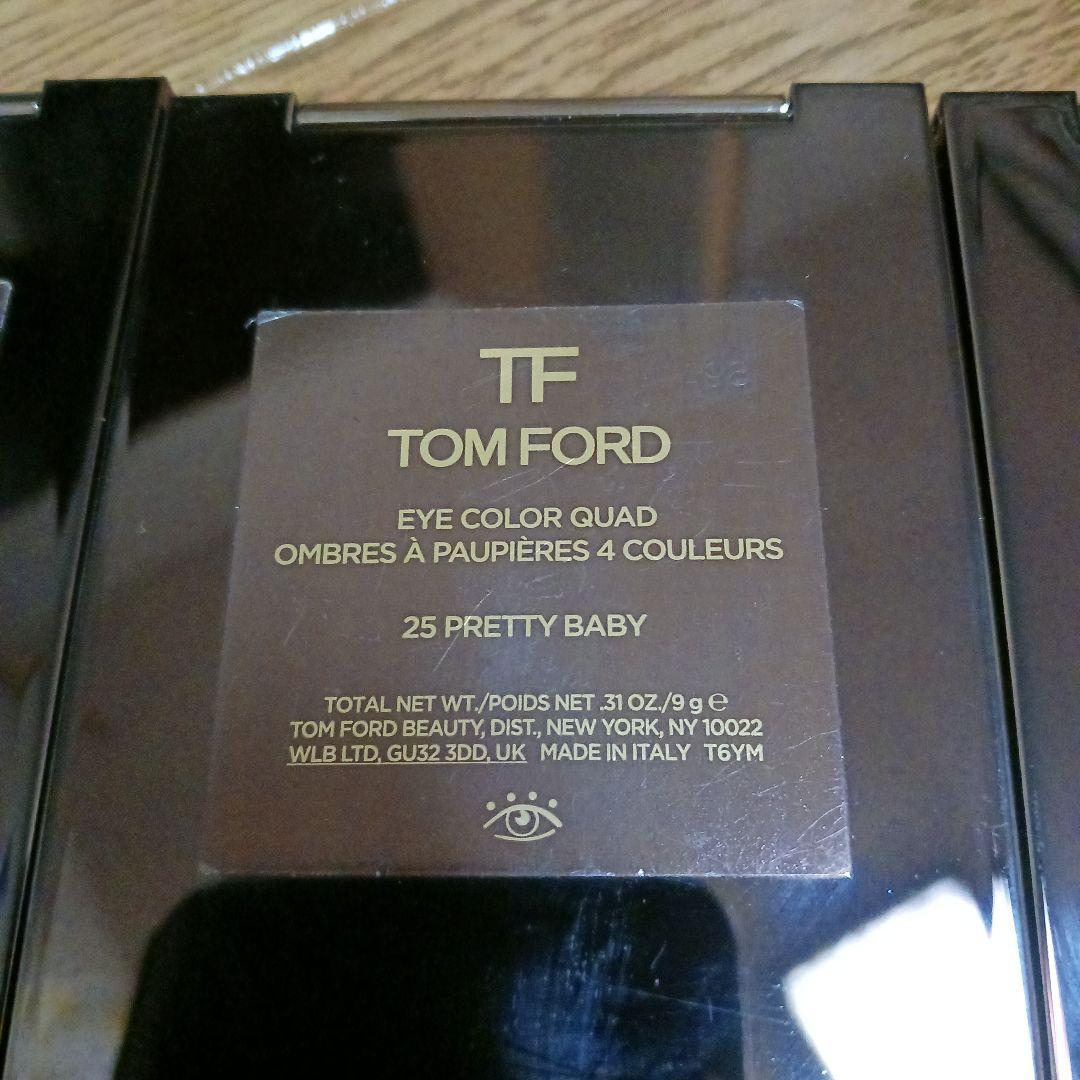 TF
TOM FORD
EYE COLOR QUAD
OMBRES À PAUPIÈRES 4 COULEURS
25 PRETTY BABY
TOTAL NET WT./POIDS NET .31 OZ./9 g ℮
TOM FORD BEAUTY, DIST., NEW YORK, NY 10022
WLB LTD, GU32 3DD, UK MADE IN ITALY T6YM